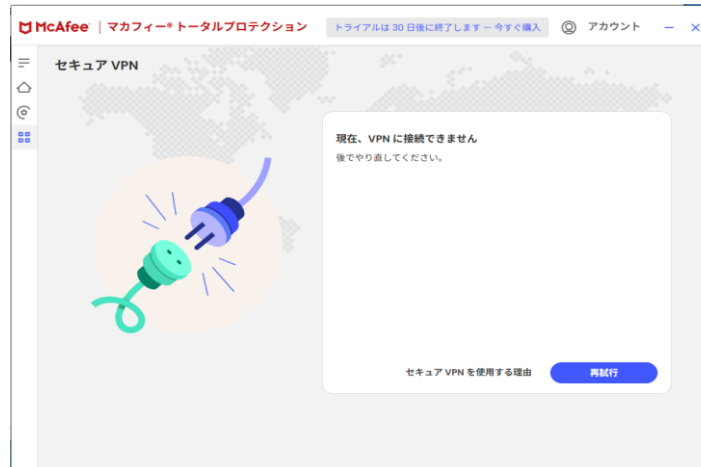 McAfee | マカフィー® トータルプロテクション
トライアルは 30 日後に終了します — 今すぐ購入
アカウント
セキュア VPN
現在、VPN に接続できません
後でやり直してください。
セキュア VPN を使用する理由
再試行